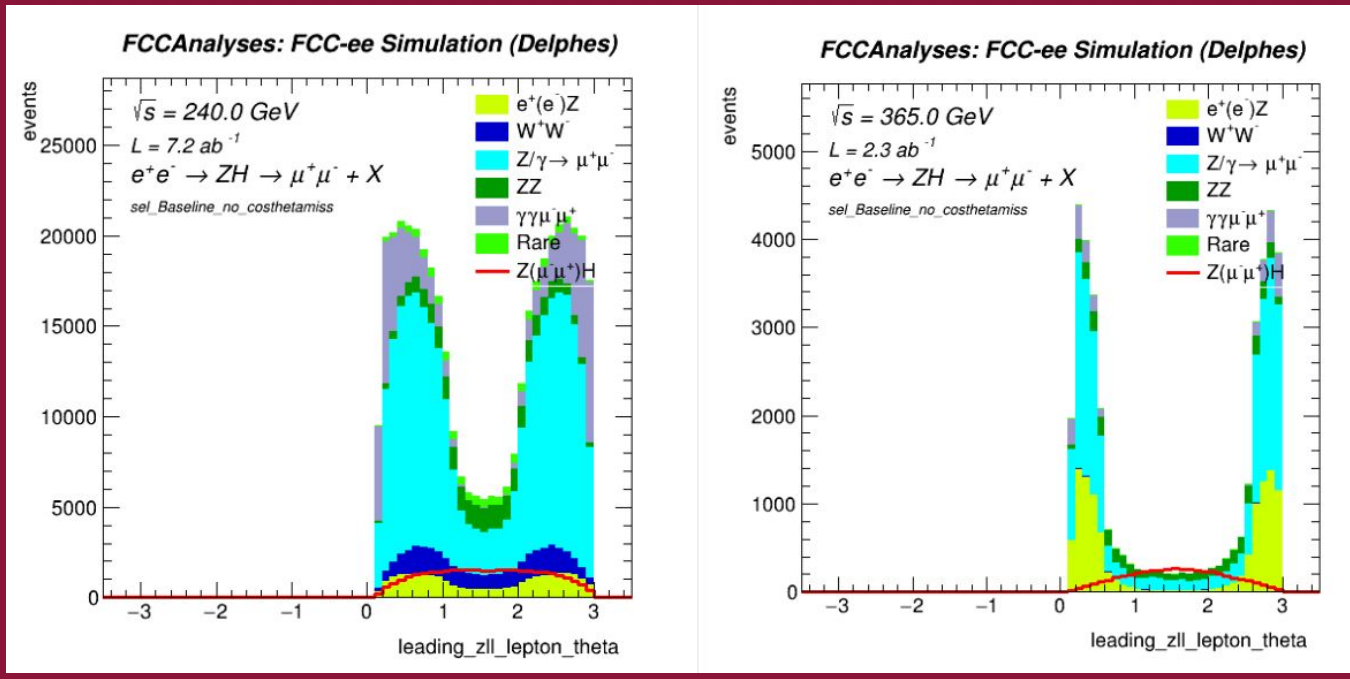 FCCAnalyses: FCC-ee Simulation (Delphes)
events
√s = 240.0 GeV
L = 7.2 ab⁻¹
e⁺e⁻ → ZH → μ⁺μ⁻ + X
sel_Baseline_no_costhetamiss
e⁺(e⁻)Z
W⁺W⁻
Z/γ→ μ⁺μ⁻
ZZ
γγμ⁻μ⁺
Rare
Z(μ⁻μ⁺)H
25000
20000
15000
10000
5000
0
−3 −2 −1 0 1 2 3
leading_zll_lepton_theta
FCCAnalyses: FCC-ee Simulation (Delphes)
events
√s = 365.0 GeV
L = 2.3 ab⁻¹
e⁺e⁻ → ZH → μ⁺μ⁻ + X
sel_Baseline_no_costhetamiss
e⁺(e⁻)Z
W⁺W⁻
Z/γ→ μ⁺μ⁻
ZZ
γγμ⁻μ⁺
Rare
Z(μ⁻μ⁺)H
5000
4000
3000
2000
1000
0
−3 −2 −1 0 1 2 3
leading_zll_lepton_theta